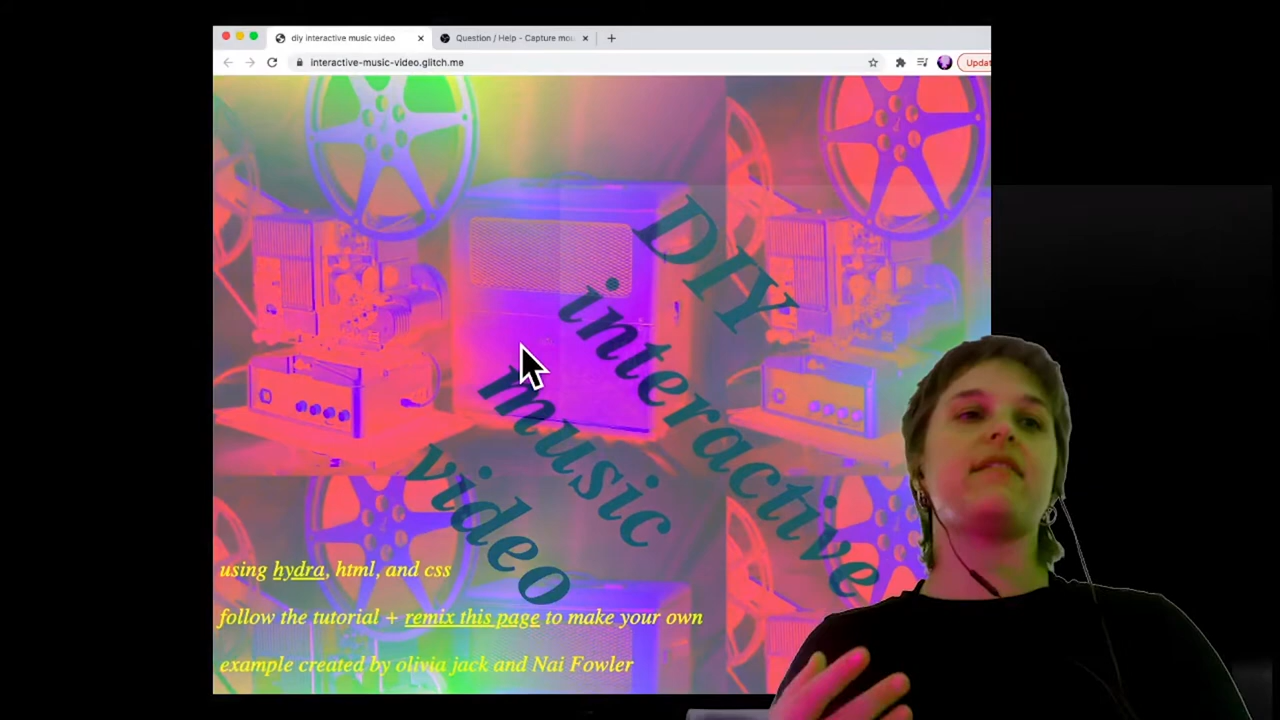 diy interactive music video
Question / Help - Capture mou
interactive-music-video.glitch.me
Updat
DIY
interactive
music
video
using hydra, html, and css
follow the tutorial + remix this page to make your own
example created by olivia jack and Nai Fowler